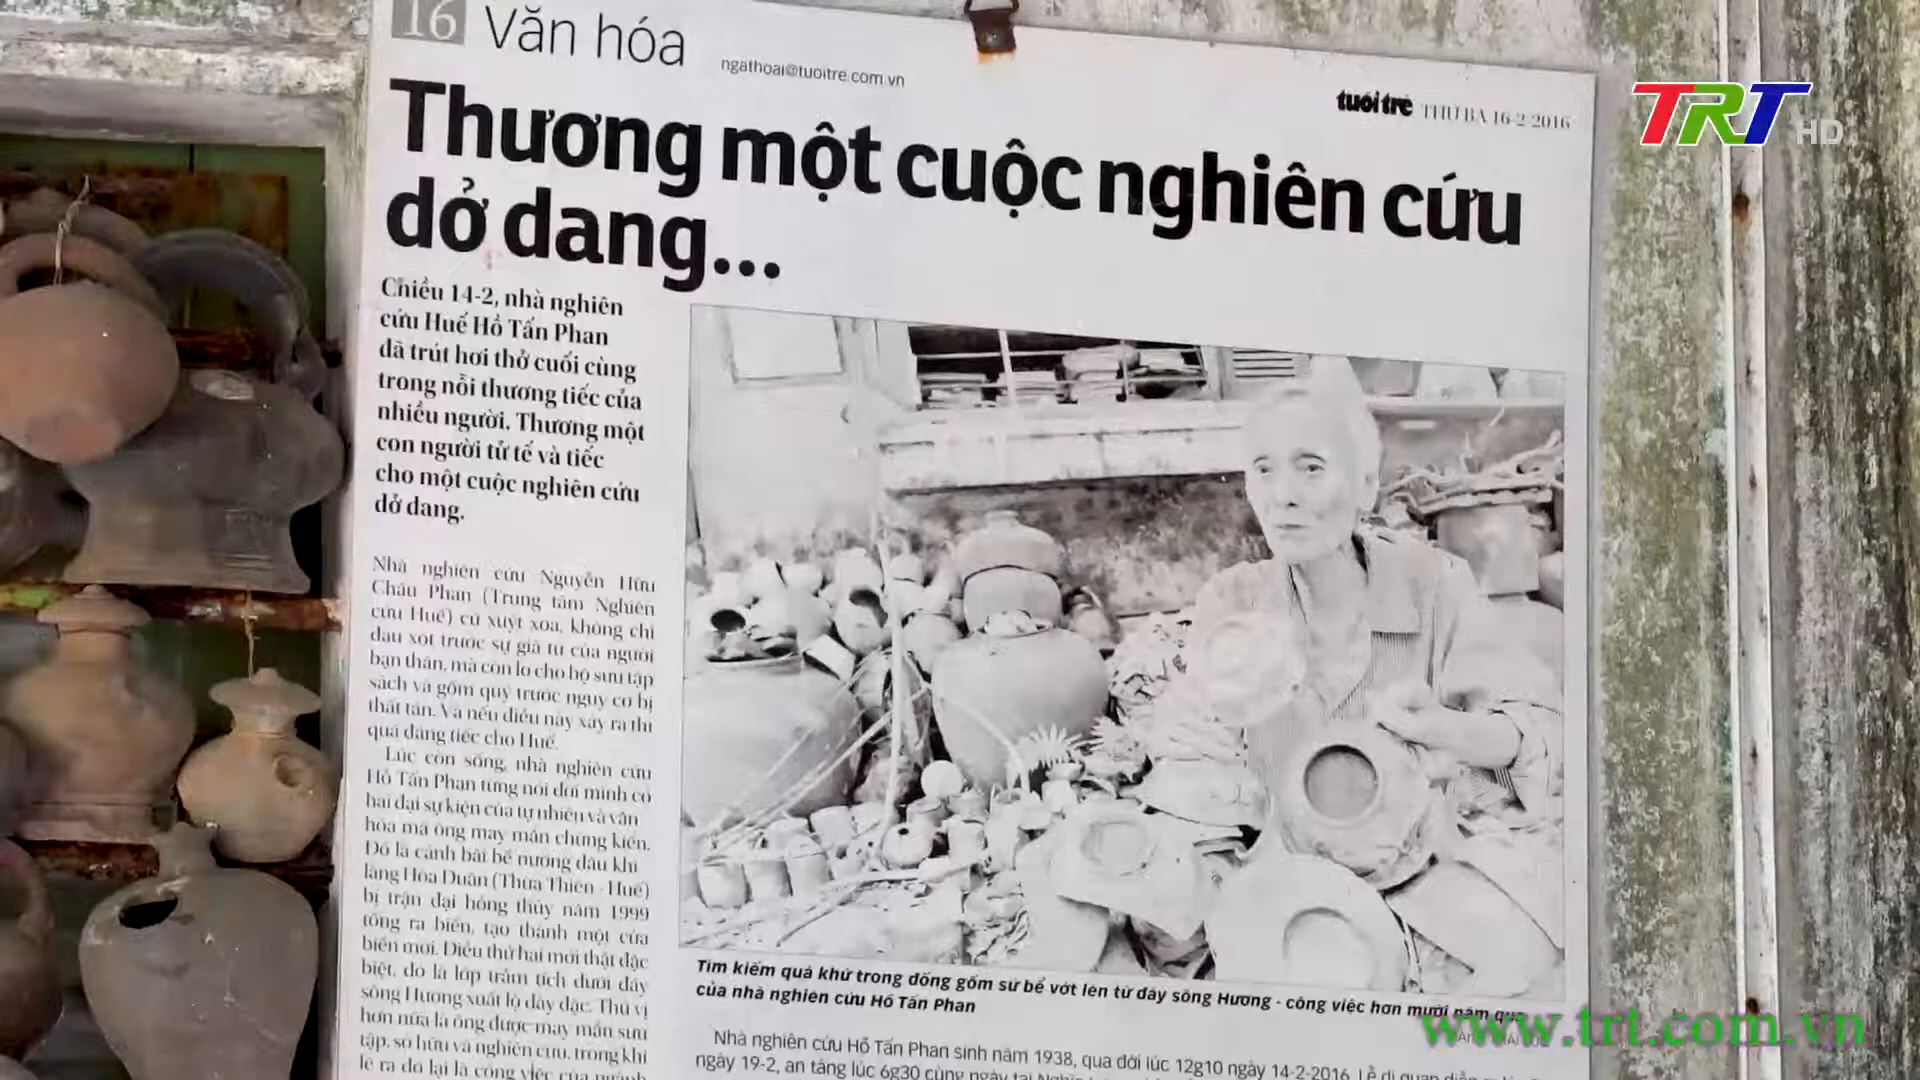 16 Văn hóa
ngathoai@tuoitre.com.vn
tuổi trẻ THỨ BA 16-2-2016
TRT HD
Thương một cuộc nghiên cứu
dở dang...
Chiều 14-2, nhà nghiên
cứu Huế Hồ Tấn Phan
đã trút hơi thở cuối cùng
trong nỗi thương tiếc của
nhiều người. Thương một
con người tử tế và tiếc
cho một cuộc nghiên cứu
dở dang.
Nhà nghiên cứu Nguyễn Hữu
Châu Phan (Trung tâm Nghiên
cứu Huế) cứ xuýt xoa, không chỉ
đau xót trước sự giã từ của người
bạn thân, mà còn lo cho bộ sưu tập
sách và gốm quý trước nguy cơ bị
thất tán. Và nếu điều này xảy ra thì
quá đáng tiếc cho Huế.
Lúc còn sống, nhà nghiên cứu
Hồ Tấn Phan từng nói đời mình có
hai đại sự kiện của tự nhiên và văn
hóa mà ông may mắn chứng kiến.
Đó là cảnh bãi bể nương dâu khi
làng Hòa Duân (Thừa Thiên - Huế)
bị trận đại hồng thủy năm 1999
tống ra biển, tạo thành một cửa
biển mới. Điều thứ hai mới thật đặc
biệt, đó là lớp trầm tích dưới đáy
sông Hương xuất lộ dày đặc. Thú vị
hơn nữa là ông được may mắn sưu
tập, sở hữu và nghiên cứu, trong khi
lẽ ra đó lại là công việc của ngành
Tìm kiếm quá khứ trong đống gốm sứ bể vớt lên từ đáy sông Hương - công việc hơn mười năm qua
của nhà nghiên cứu Hồ Tấn Phan
Nhà nghiên cứu Hồ Tấn Phan sinh năm 1938, qua đời lúc 12g10 ngày 14-2-2016. Lễ di quan
ngày 19-2, an táng lúc 6g30 cùng ngày tại
www.trt.com.vn